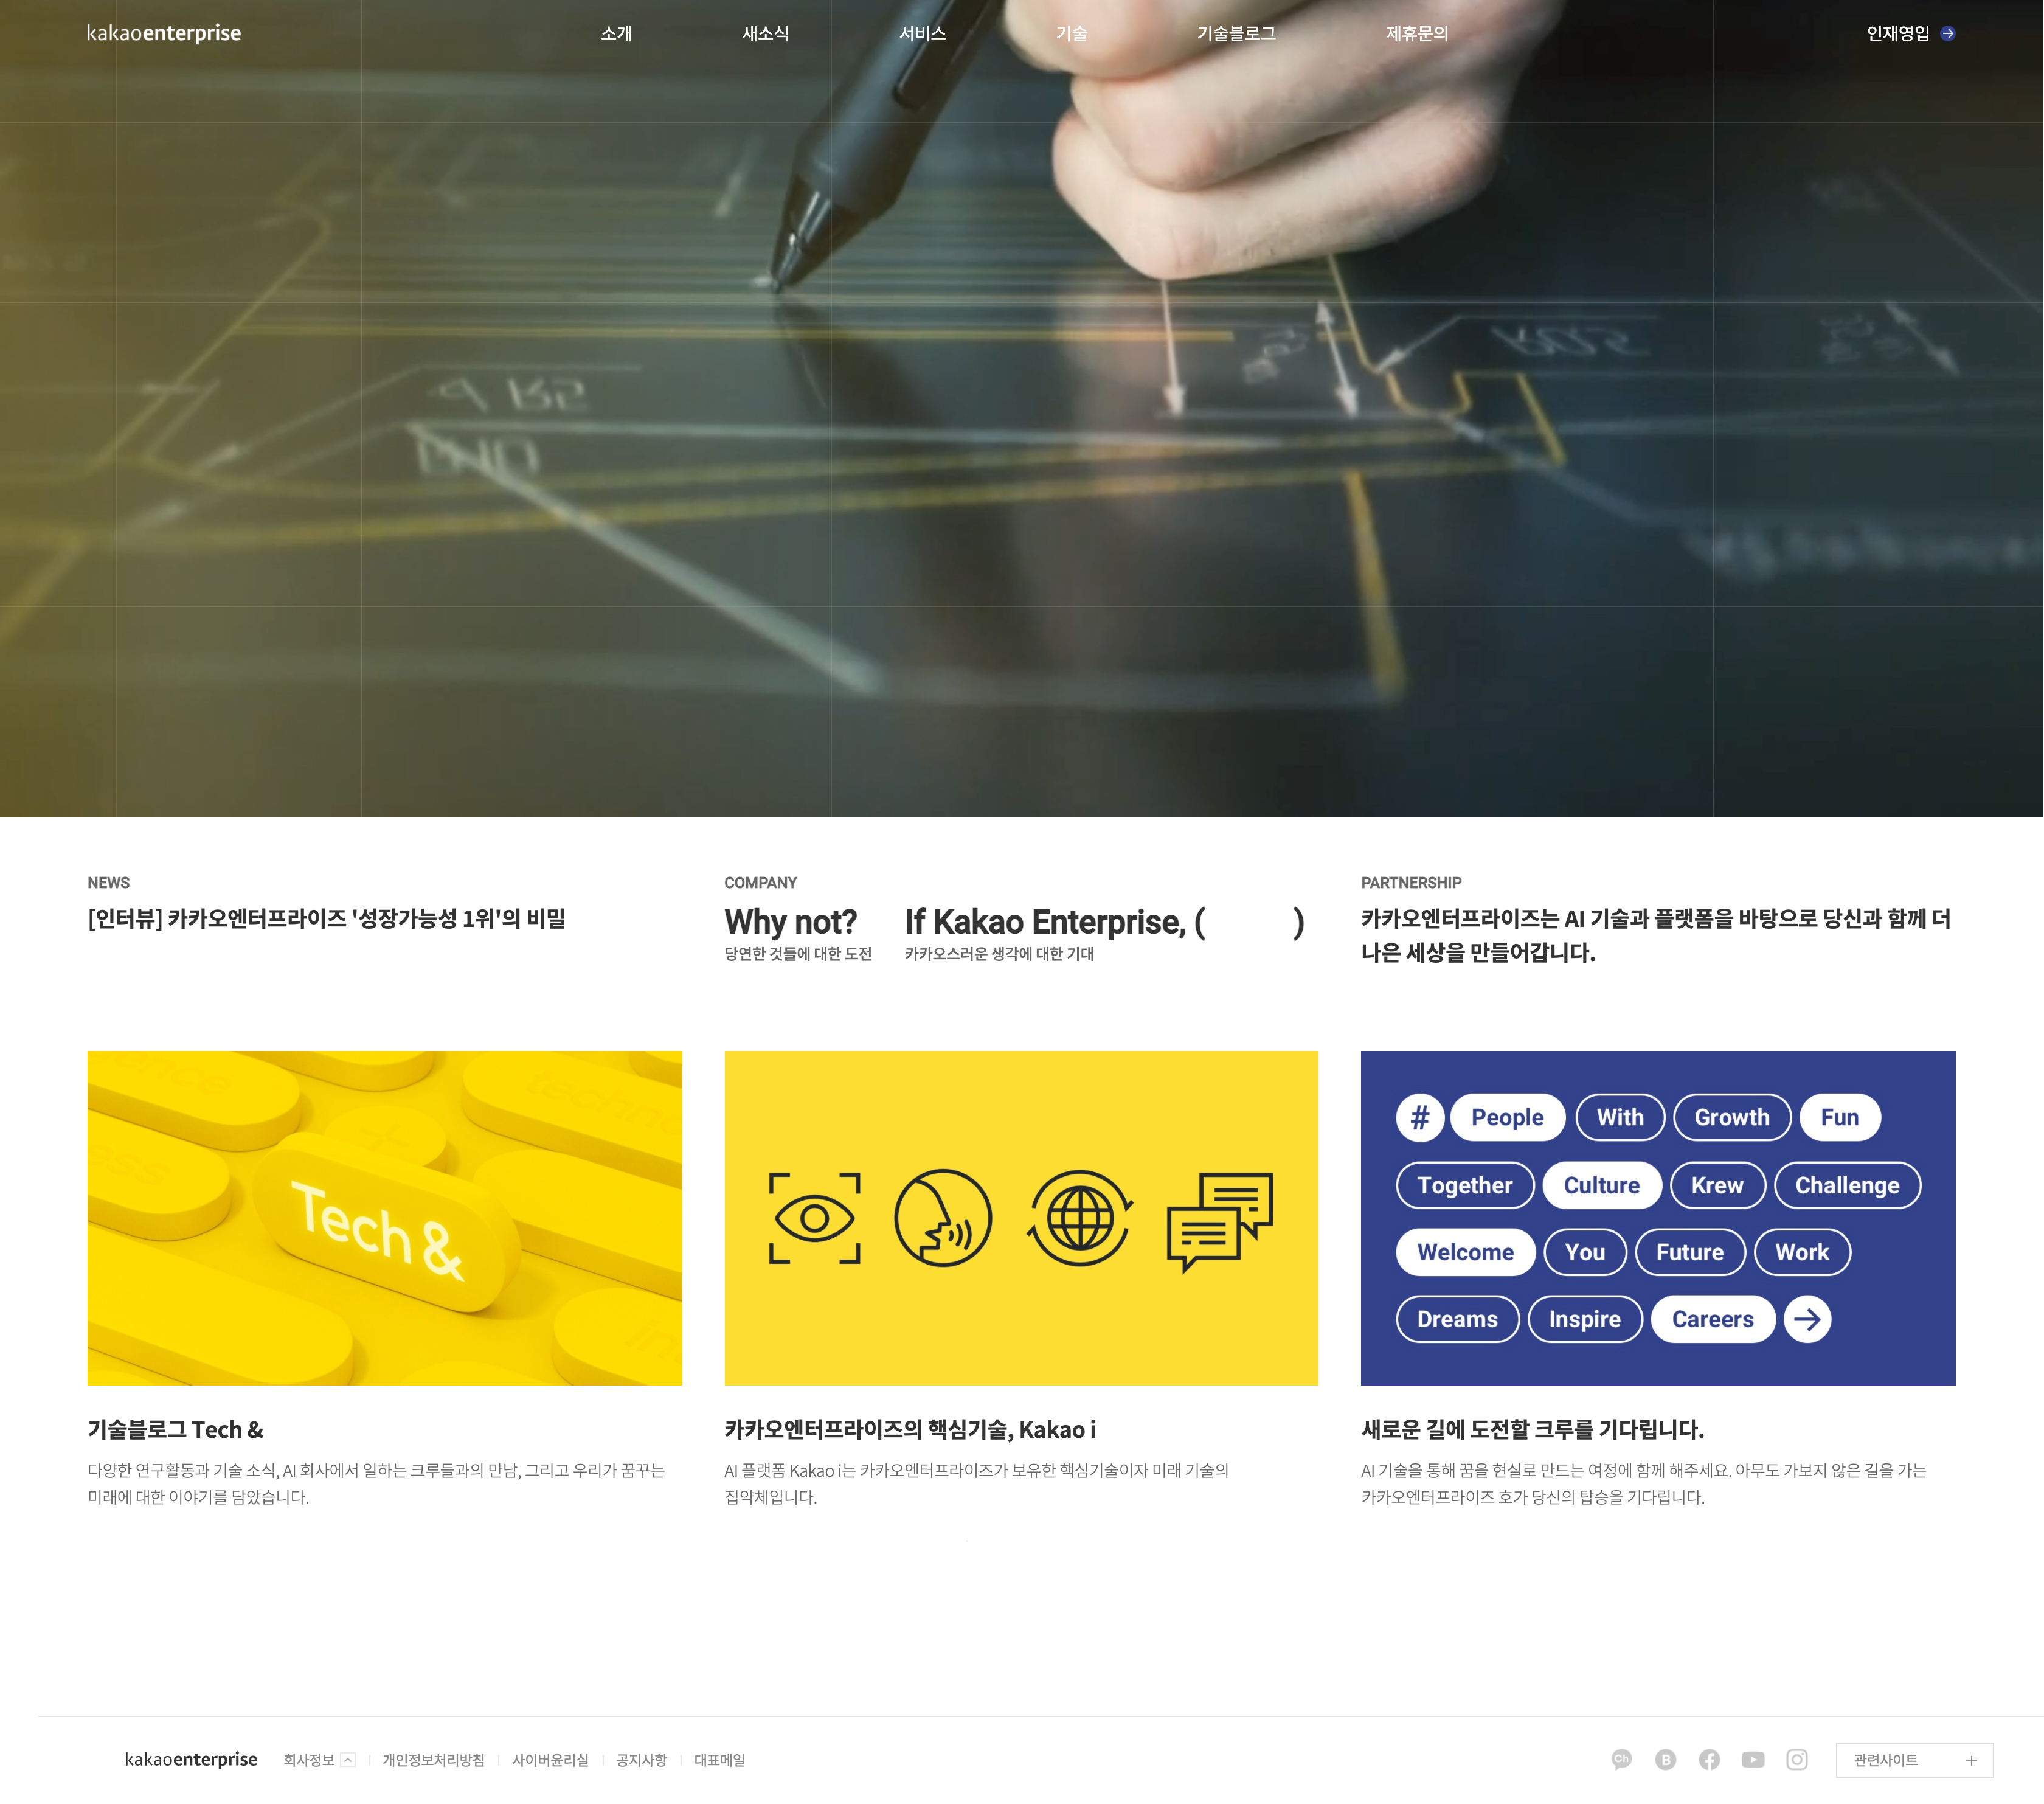 kakaoenterprise
소개 새소식 서비스 기술 기술블로그 제휴문의
인재영입
NEWS
[인터뷰] 카카오엔터프라이즈 '성장가능성 1위'의 비밀
COMPANY
Why not?
당연한 것들에 대한 도전
If Kakao Enterprise, ( )
카카오스러운 생각에 대한 기대
PARTNERSHIP
카카오엔터프라이즈는 AI 기술과 플랫폼을 바탕으로 당신과 함께 더
나은 세상을 만들어갑니다.
Tech &
기술블로그 Tech &
다양한 연구활동과 기술 소식, AI 회사에서 일하는 크루들과의 만남, 그리고 우리가 꿈꾸는
미래에 대한 이야기를 담았습니다.
카카오엔터프라이즈의 핵심기술, Kakao i
AI 플랫폼 Kakao i는 카카오엔터프라이즈가 보유한 핵심기술이자 미래 기술의
집약체입니다.
# People With Growth Fun
Together Culture Krew Challenge
Welcome You Future Work
Dreams Inspire Careers
새로운 길에 도전할 크루를 기다립니다.
AI 기술을 통해 꿈을 현실로 만드는 여정에 함께 해주세요. 아무도 가보지 않은 길을 가는
카카오엔터프라이즈 호가 당신의 탑승을 기다립니다.
kakaoenterprise
회사정보 개인정보처리방침 사이버윤리실 공지사항 대표메일
Ch B
관련사이트 +